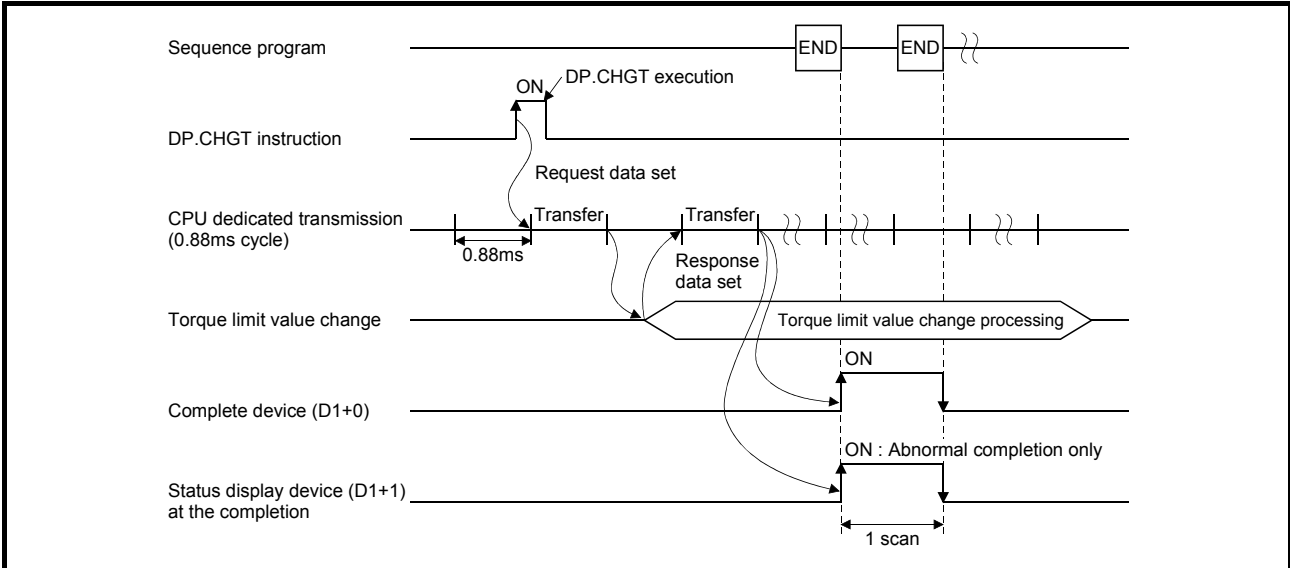 Sequence program
END
END
ON
DP.CHGT execution
DP.CHGT instruction
Request data set
CPU dedicated transmission
(0.88ms cycle)
Transfer
Transfer
0.88ms
Response
data set
Torque limit value change
Torque limit value change processing
ON
Complete device (D1+0)
ON : Abnormal completion only
Status display device (D1+1)
at the completion
1 scan